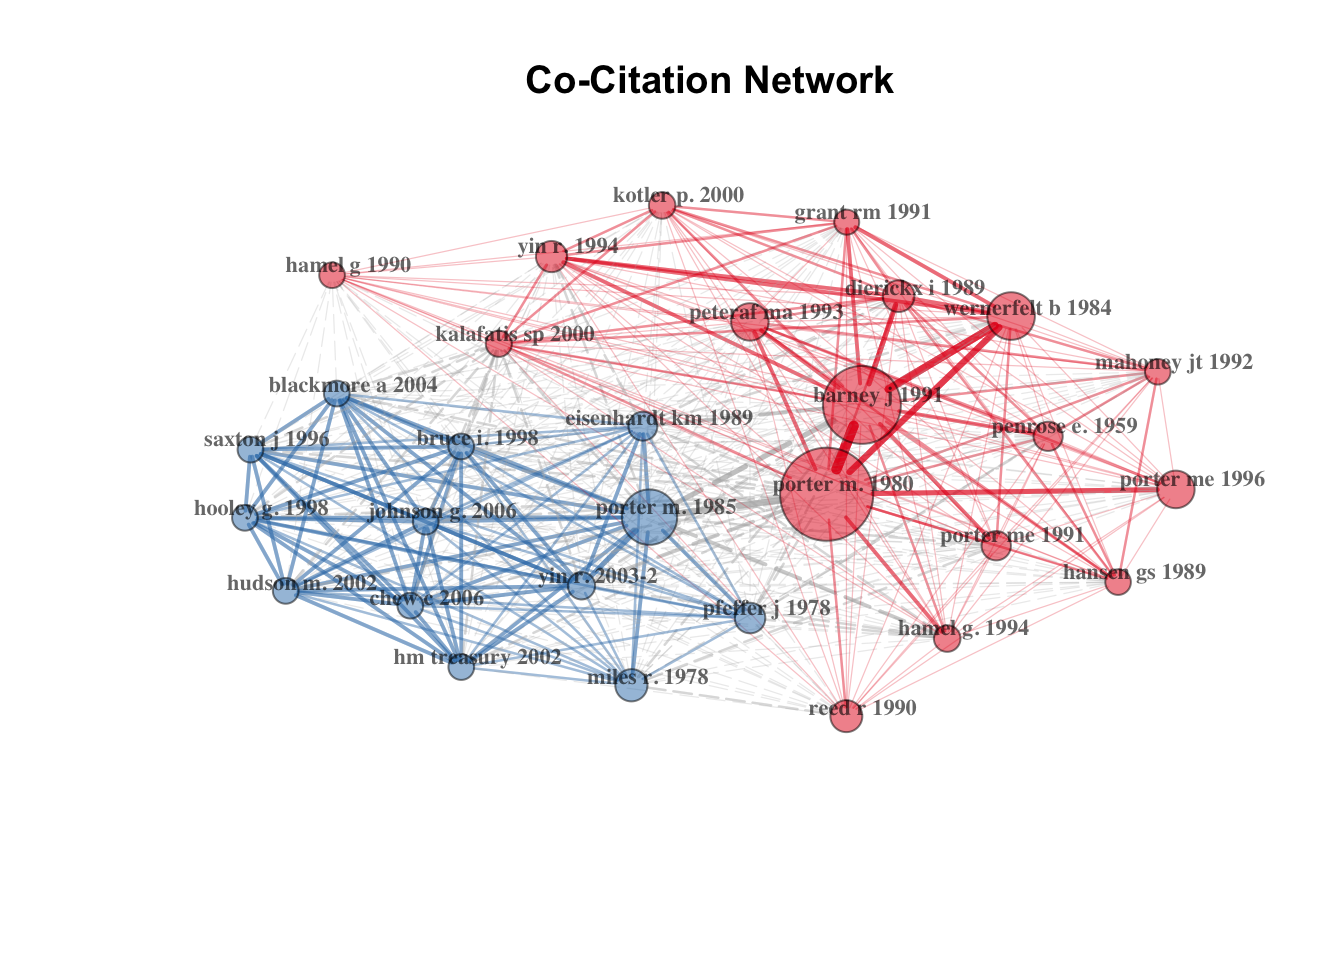 Co-Citation Network
kotler p. 2000
grant rm 1991
yin r. 1994
hamel g 1990
dierickx i 1989
wernerfelt b 1984
peteraf ma 1993
kalafatis sp 2000
mahoney jt 1992
blackmore a 2004
barney j 1991
eisenhardt km 1989
penrose e. 1959
saxton j 1996
bruce i. 1998
porter me 1996
porter m. 1980
hooley g. 1998
johnson g. 2006
porter m. 1985
porter me 1991
hansen gs 1989
yin r. 2003-2
hudson m. 2002
chew c 2006
pfeffer j 1978
hamel g. 1994
hm treasury 2002
miles r. 1978
reed r 1990